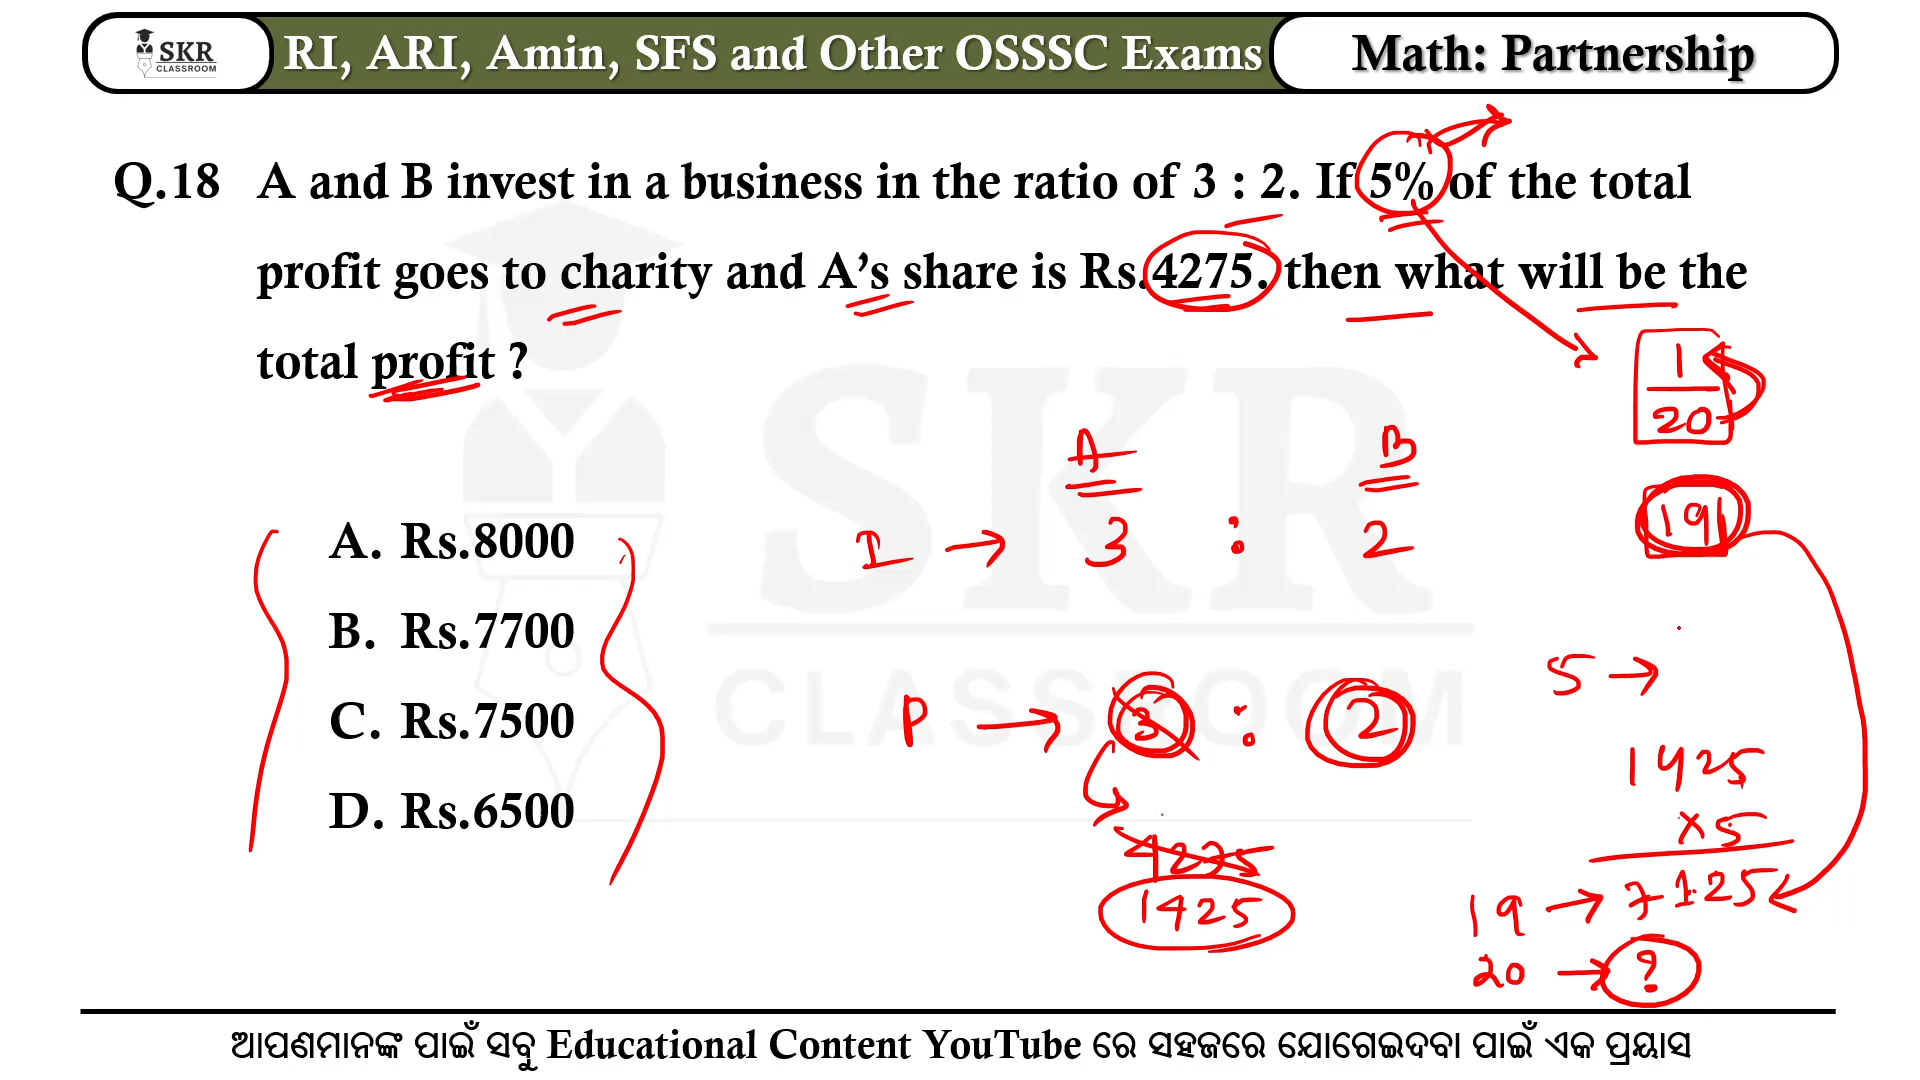 SKR
CLASSROOM
RI, ARI, Amin, SFS and Other OSSSC Exams
Math: Partnership
Q.18 A and B invest in a business in the ratio of 3 : 2. If 5% of the total
profit goes to charity and A's share is Rs.4275. then what will be the
total profit ?
1
20
A B
A. Rs.8000
I → 3 : 2
19
B. Rs.7700
5 →
C. Rs.7500
P → 3 : 2
1425
D. Rs.6500
×5
4275
1425
19 → 7125
20 → ?
SKR
CLASSROOM
ଆପଣମାନଙ୍କ ପାଇଁ ସବୁ Educational Content YouTube ରେ ସହଜରେ ଯୋଗେଇଦବା ପାଇଁ ଏକ ପ୍ରୟାସ